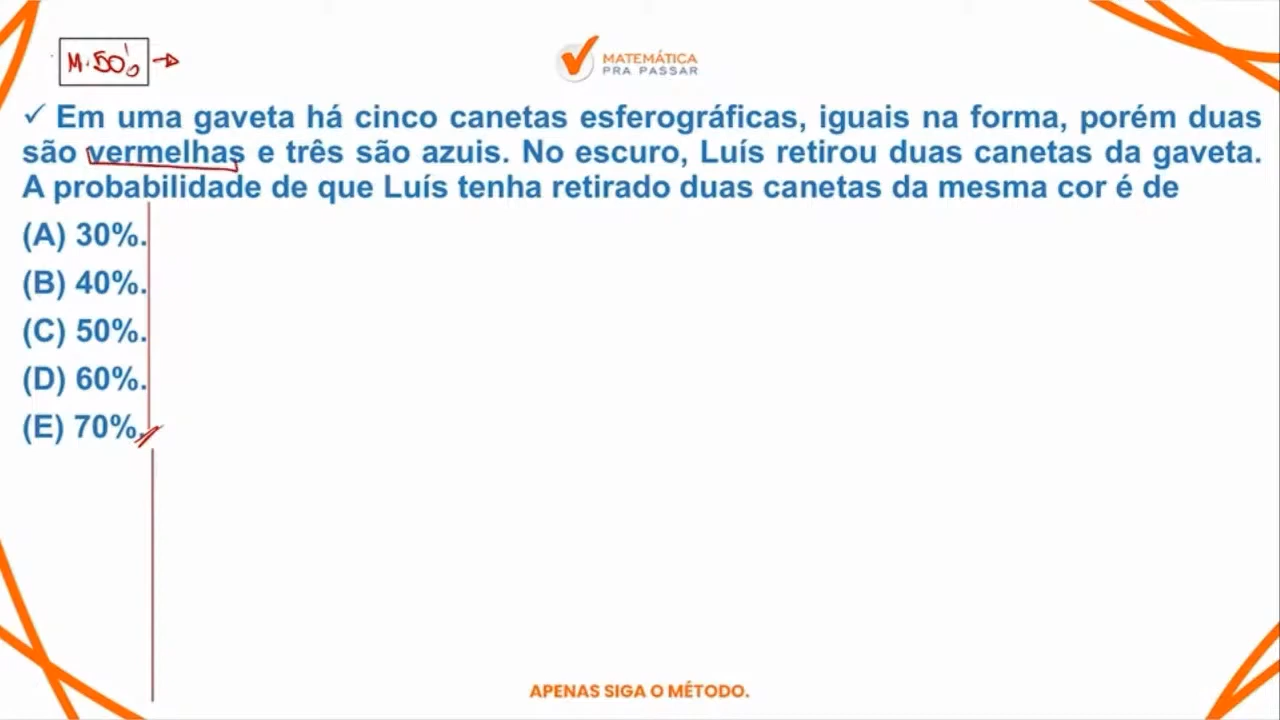 M.50%
MATEMÁTICA
PRA PASSAR
✓ Em uma gaveta há cinco canetas esferográficas, iguais na forma, porém duas
são vermelhas e três são azuis. No escuro, Luís retirou duas canetas da gaveta.
A probabilidade de que Luís tenha retirado duas canetas da mesma cor é de
(A) 30%.
(B) 40%.
(C) 50%.
(D) 60%.
(E) 70%.
APENAS SIGA O MÉTODO.